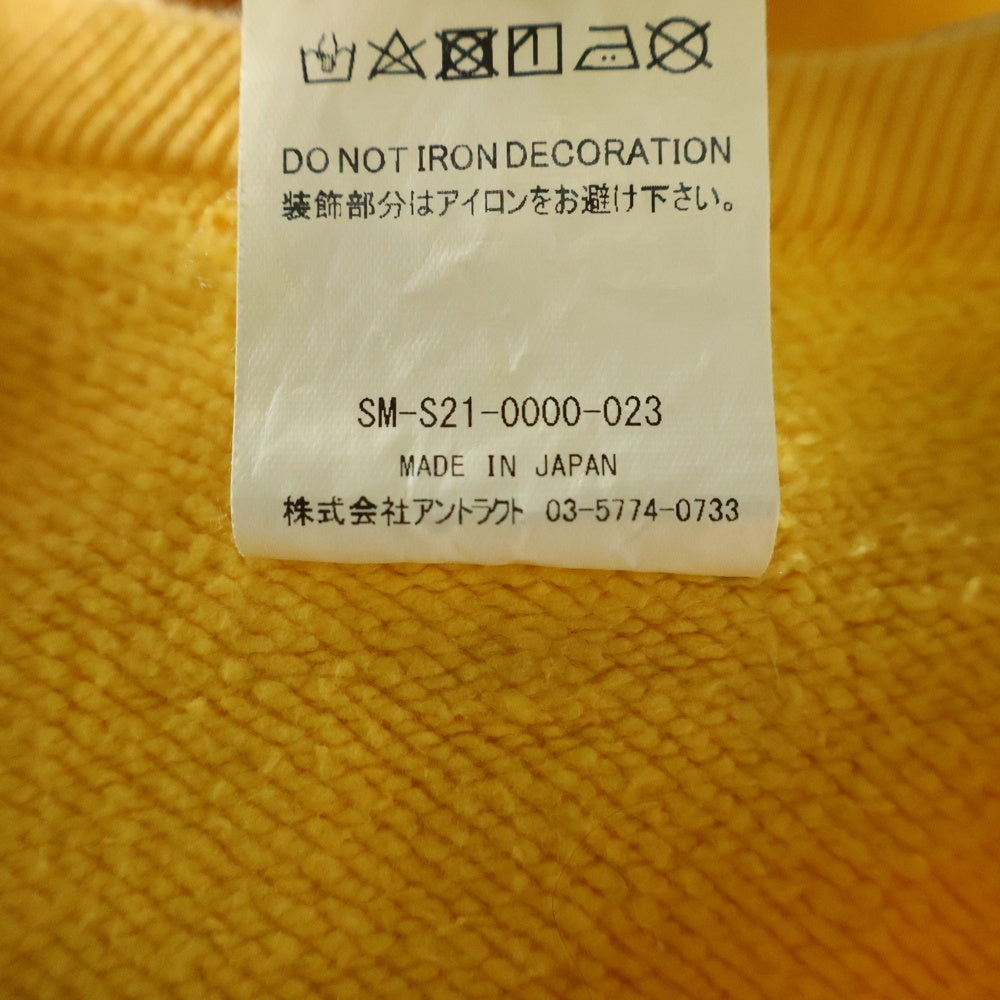 DO NOT IRON DECORATION
装飾部分はアイロンをお避け下さい。
SM-S21-0000-023
MADE IN JAPAN
株式会社アントラクト 03-5774-0733